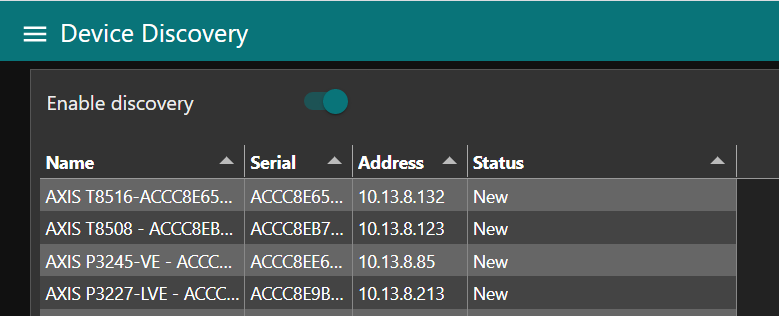 Device Discovery
Enable discovery
Name Serial Address Status
AXIS T8516-ACCC8E65... ACCC8E65... 10.13.8.132 New
AXIS T8508 - ACCC8EB... ACCC8EB7... 10.13.8.123 New
AXIS P3245-VE - ACCC... ACCC8EE6... 10.13.8.85 New
AXIS P3227-LVE - ACCC... ACCC8E9B... 10.13.8.213 New